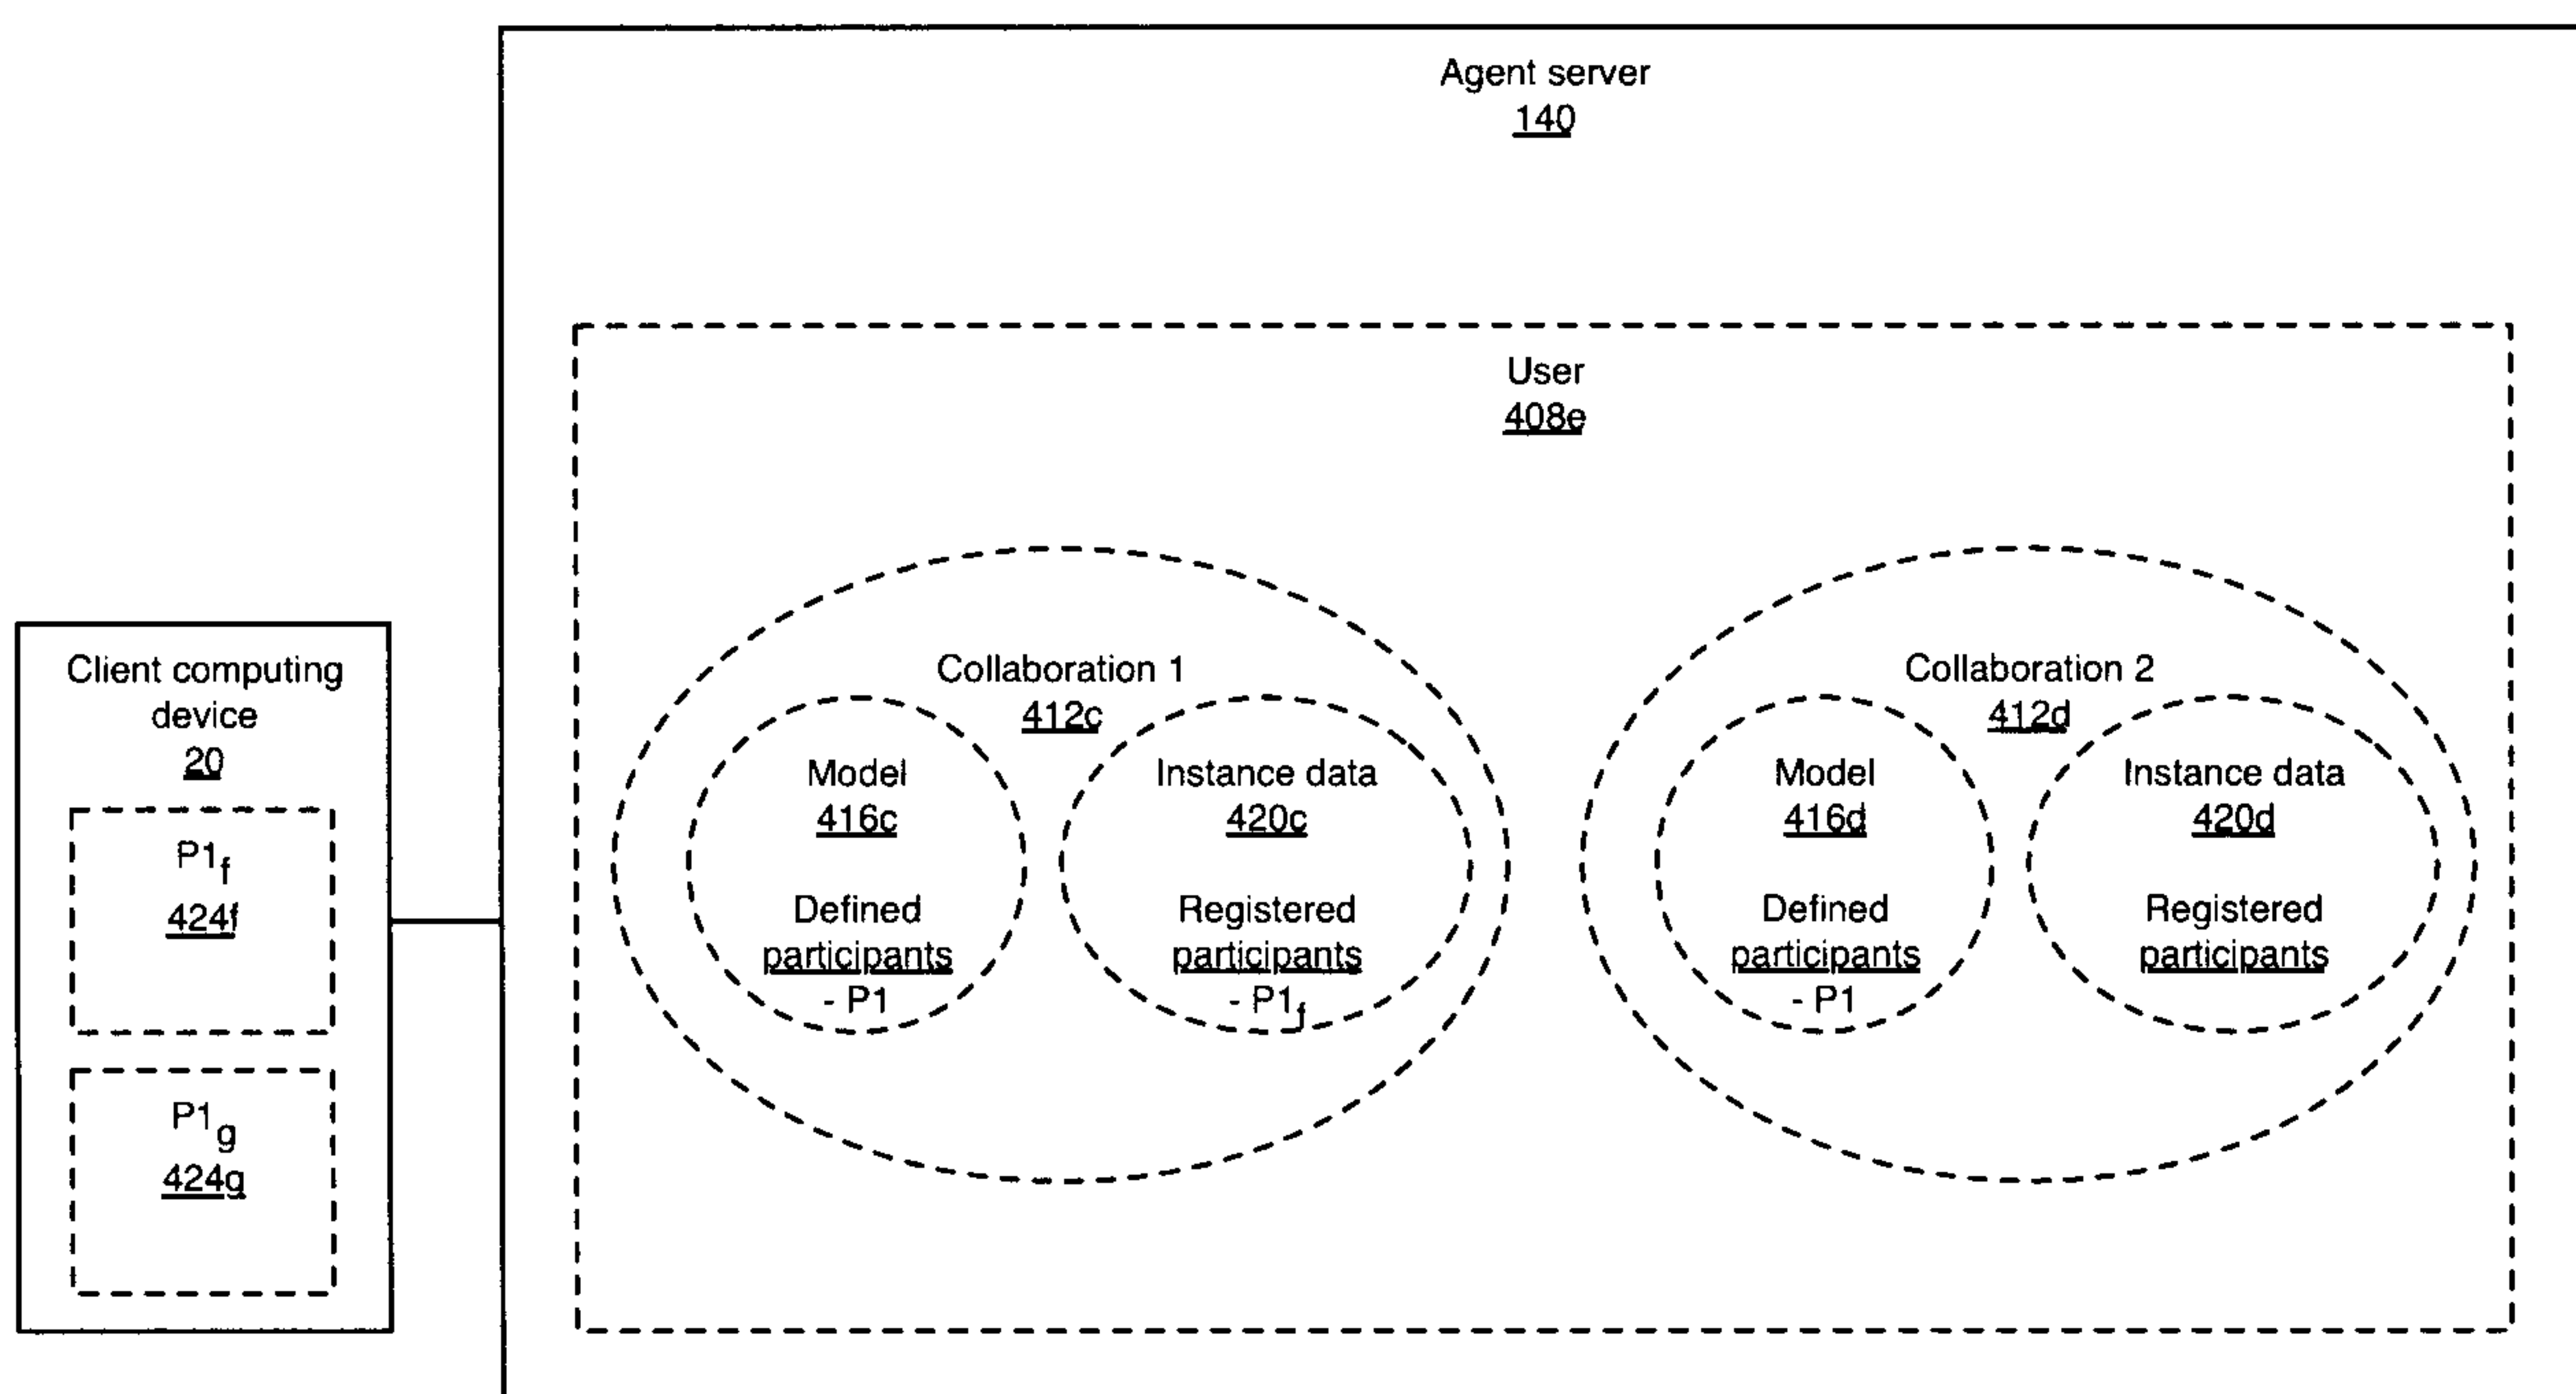 Agent server
140
User
408e
Client computing
device
20
P1f
424f
P1g
424g
Collaboration 1
412c
Model
416c
Defined
participants
- P1
Instance data
420c
Registered
participants
- P1f
Collaboration 2
412d
Model
416d
Defined
participants
- P1
Instance data
420d
Registered
participants